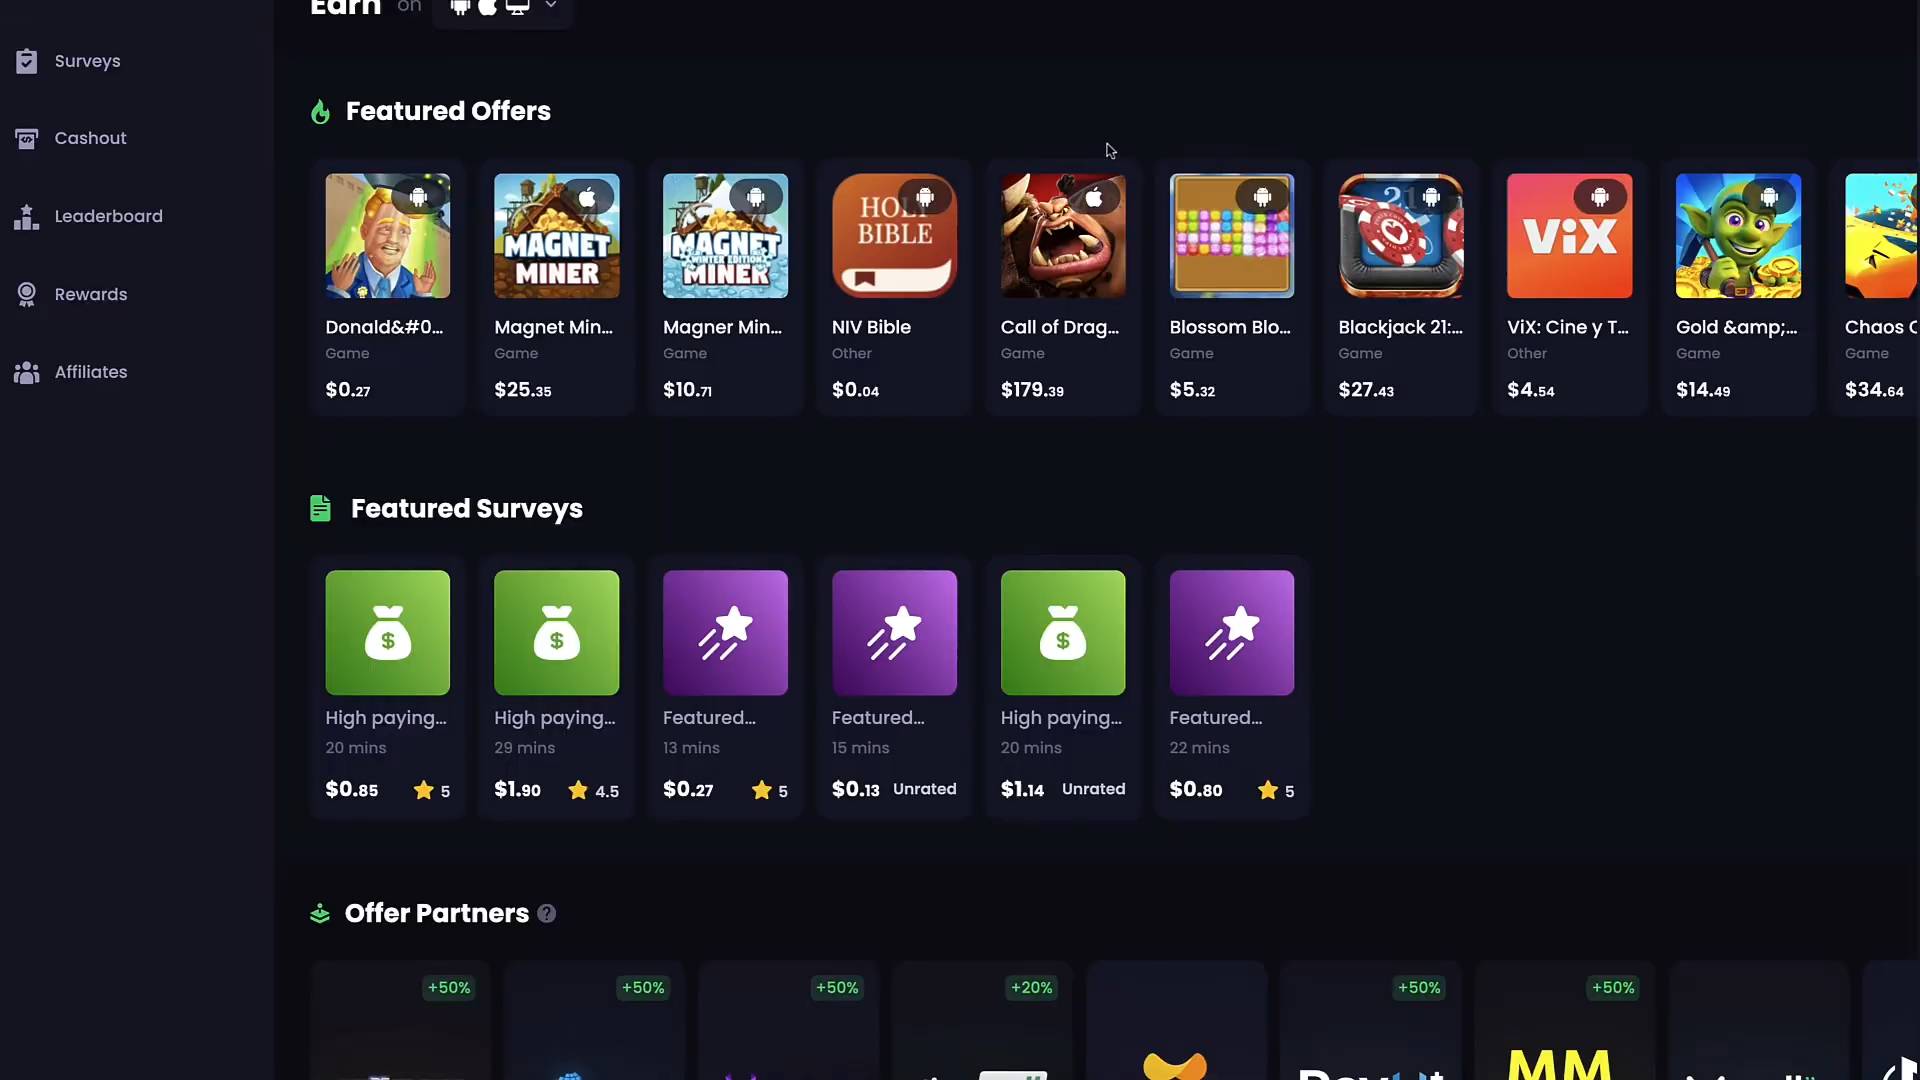 Earn on
Surveys
Cashout
Leaderboard
Rewards
Affiliates
Featured Offers
MAGNET
MINER
MAGNET
WINTER EDITION
MINER
HOLY
BIBLE
21
ViX
Donald&#0...
Game
$0.27
Magnet Min...
Game
$25.35
Magner Min...
Game
$10.71
NIV Bible
Other
$0.04
Call of Drag...
Game
$179.39
Blossom Blo...
Game
$5.32
Blackjack 21:...
Game
$27.43
ViX: Cine y T...
Other
$4.54
Gold &amp;...
Game
$14.49
Chaos
Game
$34.64
Featured Surveys
High paying...
20 mins
$0.85 5
High paying...
29 mins
$1.90 4.5
Featured...
13 mins
$0.27 5
Featured...
15 mins
$0.13 Unrated
High paying...
20 mins
$1.14 Unrated
Featured...
22 mins
$0.80 5
Offer Partners ?
+50%
+50%
+50%
+20%
+50%
+50%
MM